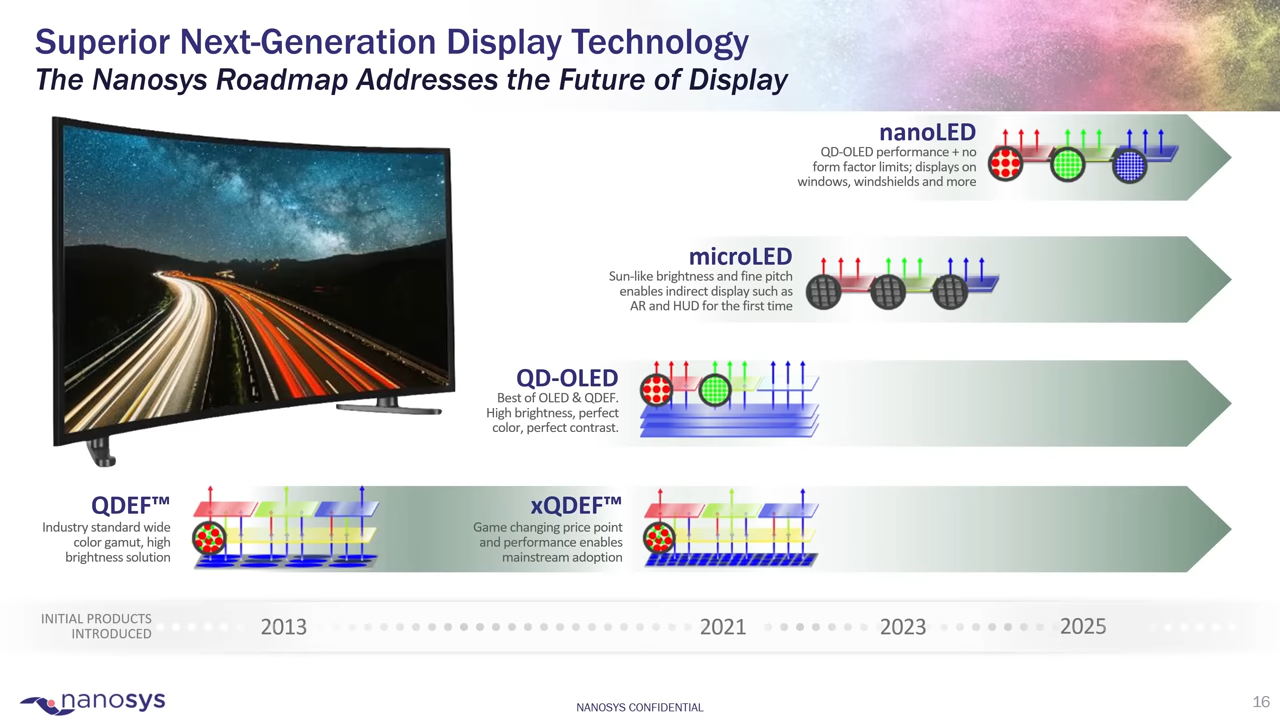 Superior Next-Generation Display Technology
The Nanosys Roadmap Addresses the Future of Display
nanoLED
QD-OLED performance + no
form factor limits; displays on
windows, windshields and more
microLED
Sun-like brightness and fine pitch
enables indirect display such as
AR and HUD for the first time
QD-OLED
Best of OLED & QDEF.
High brightness, perfect
color, perfect contrast.
QDEF™
Industry standard wide
color gamut, high
brightness solution
xQDEF™
Game changing price point
and performance enables
mainstream adoption
INITIAL PRODUCTS
INTRODUCED
2013
2021
2023
2025
nanosys
NANOSYS CONFIDENTIAL
16